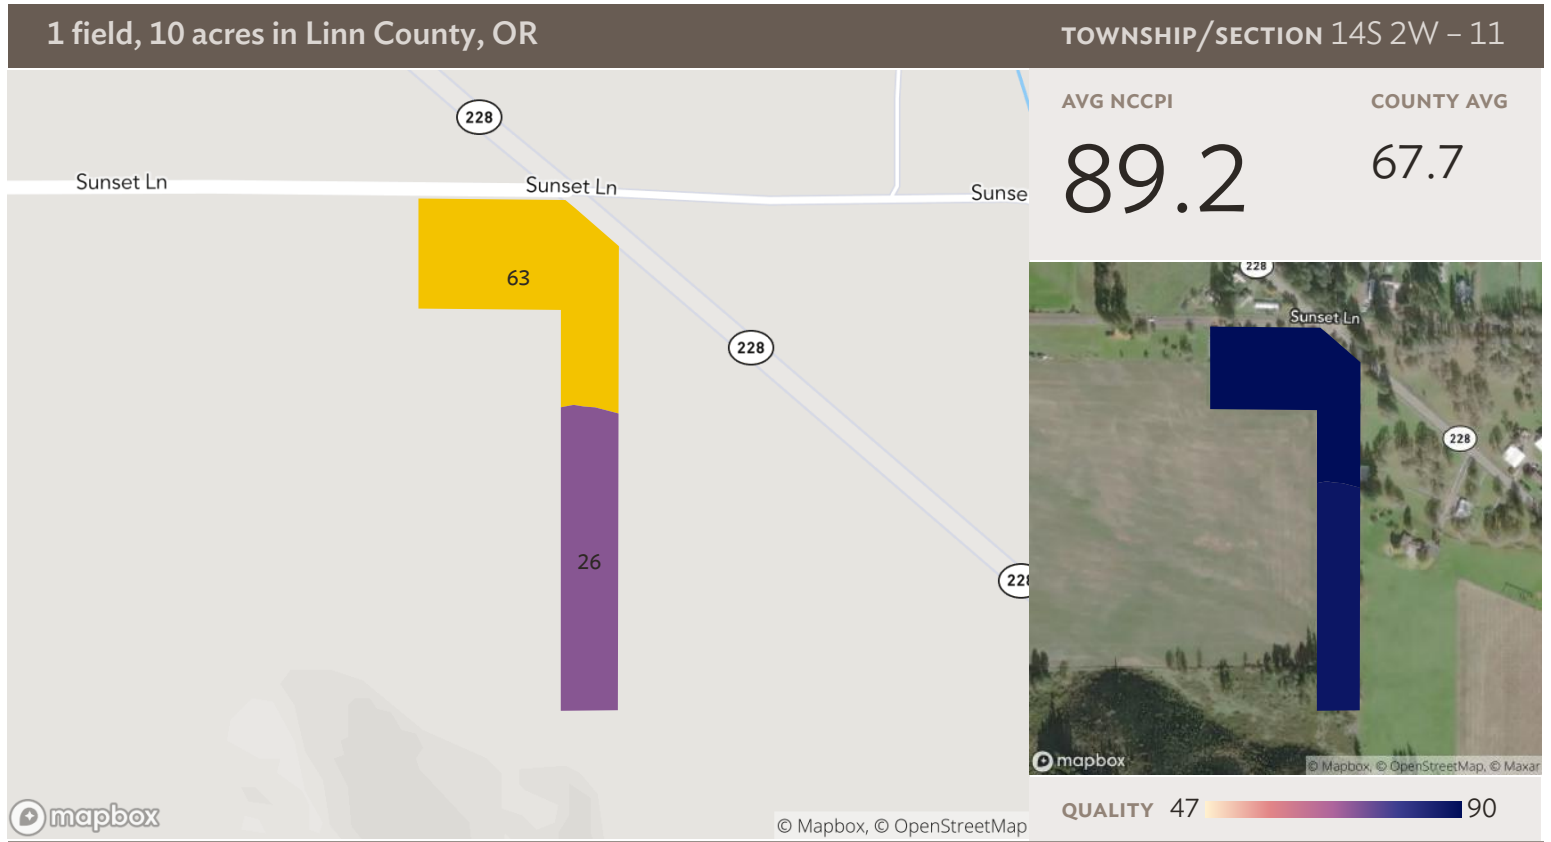 1 field, 10 acres in Linn County, OR
TOWNSHIP/SECTION 14S 2W – 11
228
Sunset Ln
Sunset Ln
Sunse
63
228
26
228
mapbox
© Mapbox, © OpenStreetMap
AVG NCCPI
COUNTY AVG
89.2
67.7
228
Sunset Ln
228
mapbox
© Mapbox, © OpenStreetMap, © Maxar
QUALITY 47 90